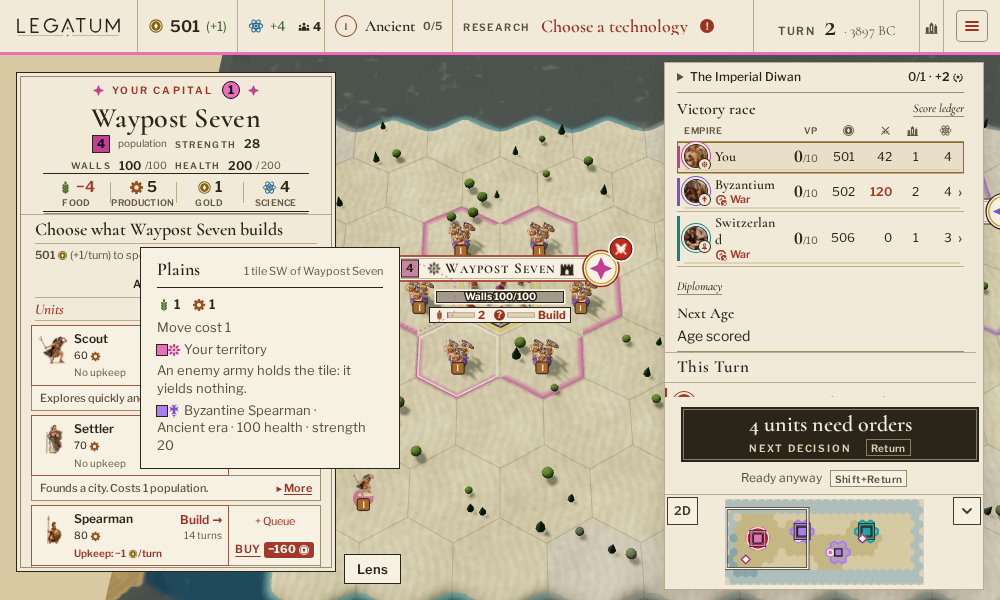 LEGATUM
501 (+1)
+4
4
I Ancient 0/5
RESEARCH Choose a technology !
TURN 2 · 3897 BC
YOUR CAPITAL 1
Waypost Seven
4 population STRENGTH 28
WALLS 100 /100 HEALTH 200 /200
−4 5 1 4
FOOD PRODUCTION GOLD SCIENCE
Choose what Waypost Seven builds
501 (+1/turn) to sp
A
Units
Scout
60
No upkeep
Explores quickly an
Settler
70
No upkeep
Founds a city. Costs 1 population. ▸ More
Spearman Build →
80 14 turns
Upkeep: −1 /turn
+ Queue
BUY −160
Plains 1 tile SW of Waypost Seven
1 1
Move cost 1
Your territory
An enemy army holds the tile: it
yields nothing.
Byzantine Spearman ·
Ancient era · 100 health · strength
20
4 WAYPOST SEVEN
Walls 100/100
2 ? Build
I
I
I
I
I
I
I
Lens
▶ The Imperial Diwan 0/1 · +2
Victory race Score ledger
EMPIRE VP
You 0/10 501 42 1 4
Byzantium 0/10 502 120 2 4 ›
War
Switzerlan
d 0/10 506 0 1 3 ›
War
Diplomacy
Next Age
Age scored
This Turn
4 units need orders
NEXT DECISION Return
Ready anyway Shift+Return
2D